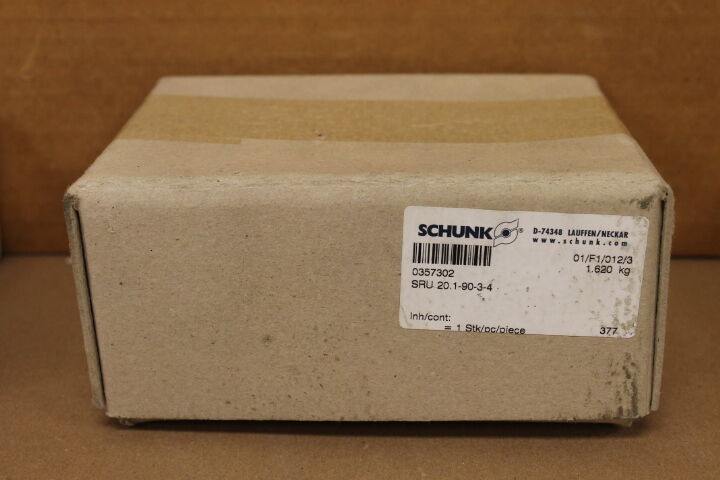 SCHUNK ® D-74348 LAUFFEN/NECKAR
www.schunk.com
01/F1/012/3
0357302 1.620 kg
SRU 20.1-90-3-4
Inh/cont:
= 1 Stk/pc/piece 377